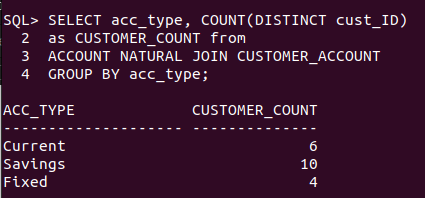 SQL> SELECT acc_type, COUNT(DISTINCT cust_ID)
2 as CUSTOMER_COUNT from
3 ACCOUNT NATURAL JOIN CUSTOMER_ACCOUNT
4 GROUP BY acc_type;
ACC_TYPE CUSTOMER_COUNT
-------------------- --------------
Current 6
Savings 10
Fixed 4